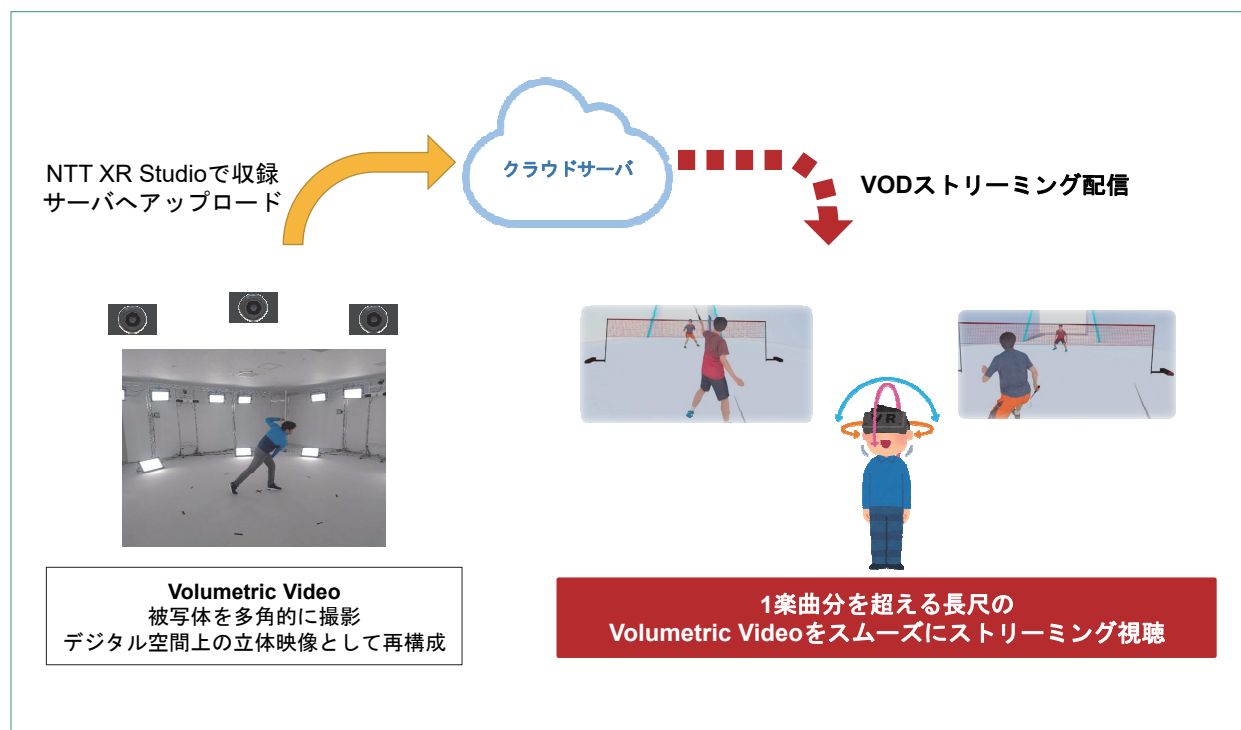 NTT XR Studioで収録
サーバへアップロード
クラウドサーバ
VODストリーミング配信
VR
Volumetric Video
被写体を多角的に撮影
デジタル空間上の立体映像として再構成
1楽曲分を超える長尺の
Volumetric Videoをスムーズにストリーミング視聴